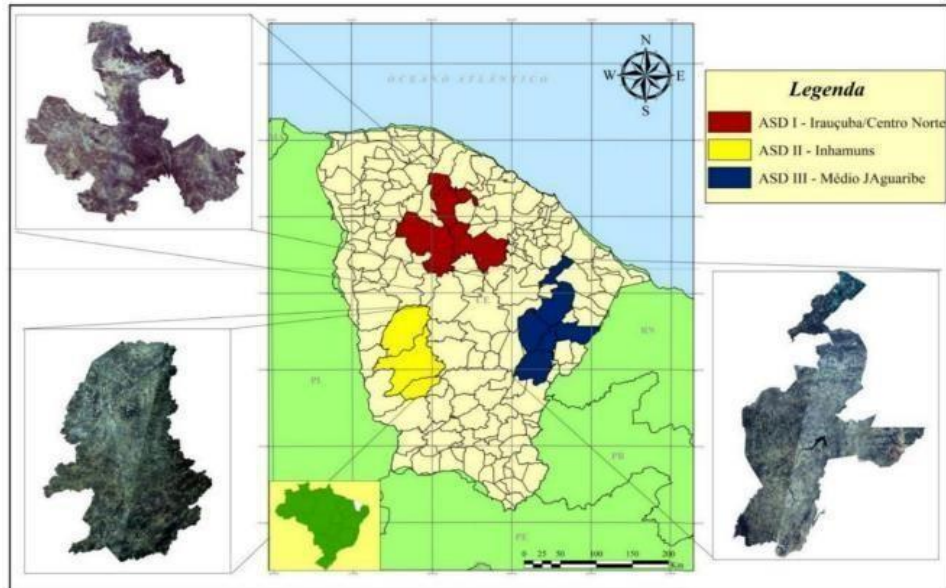 OCEANO ATLÂNTICO
N
W E
S
Legenda
ASD I - Irauçuba/Centro Norte
ASD II - Inhamuns
ASD III - Médio JAguaribe
CE
RN
PI
PB
PE
0 25 50 100 150 200
Km